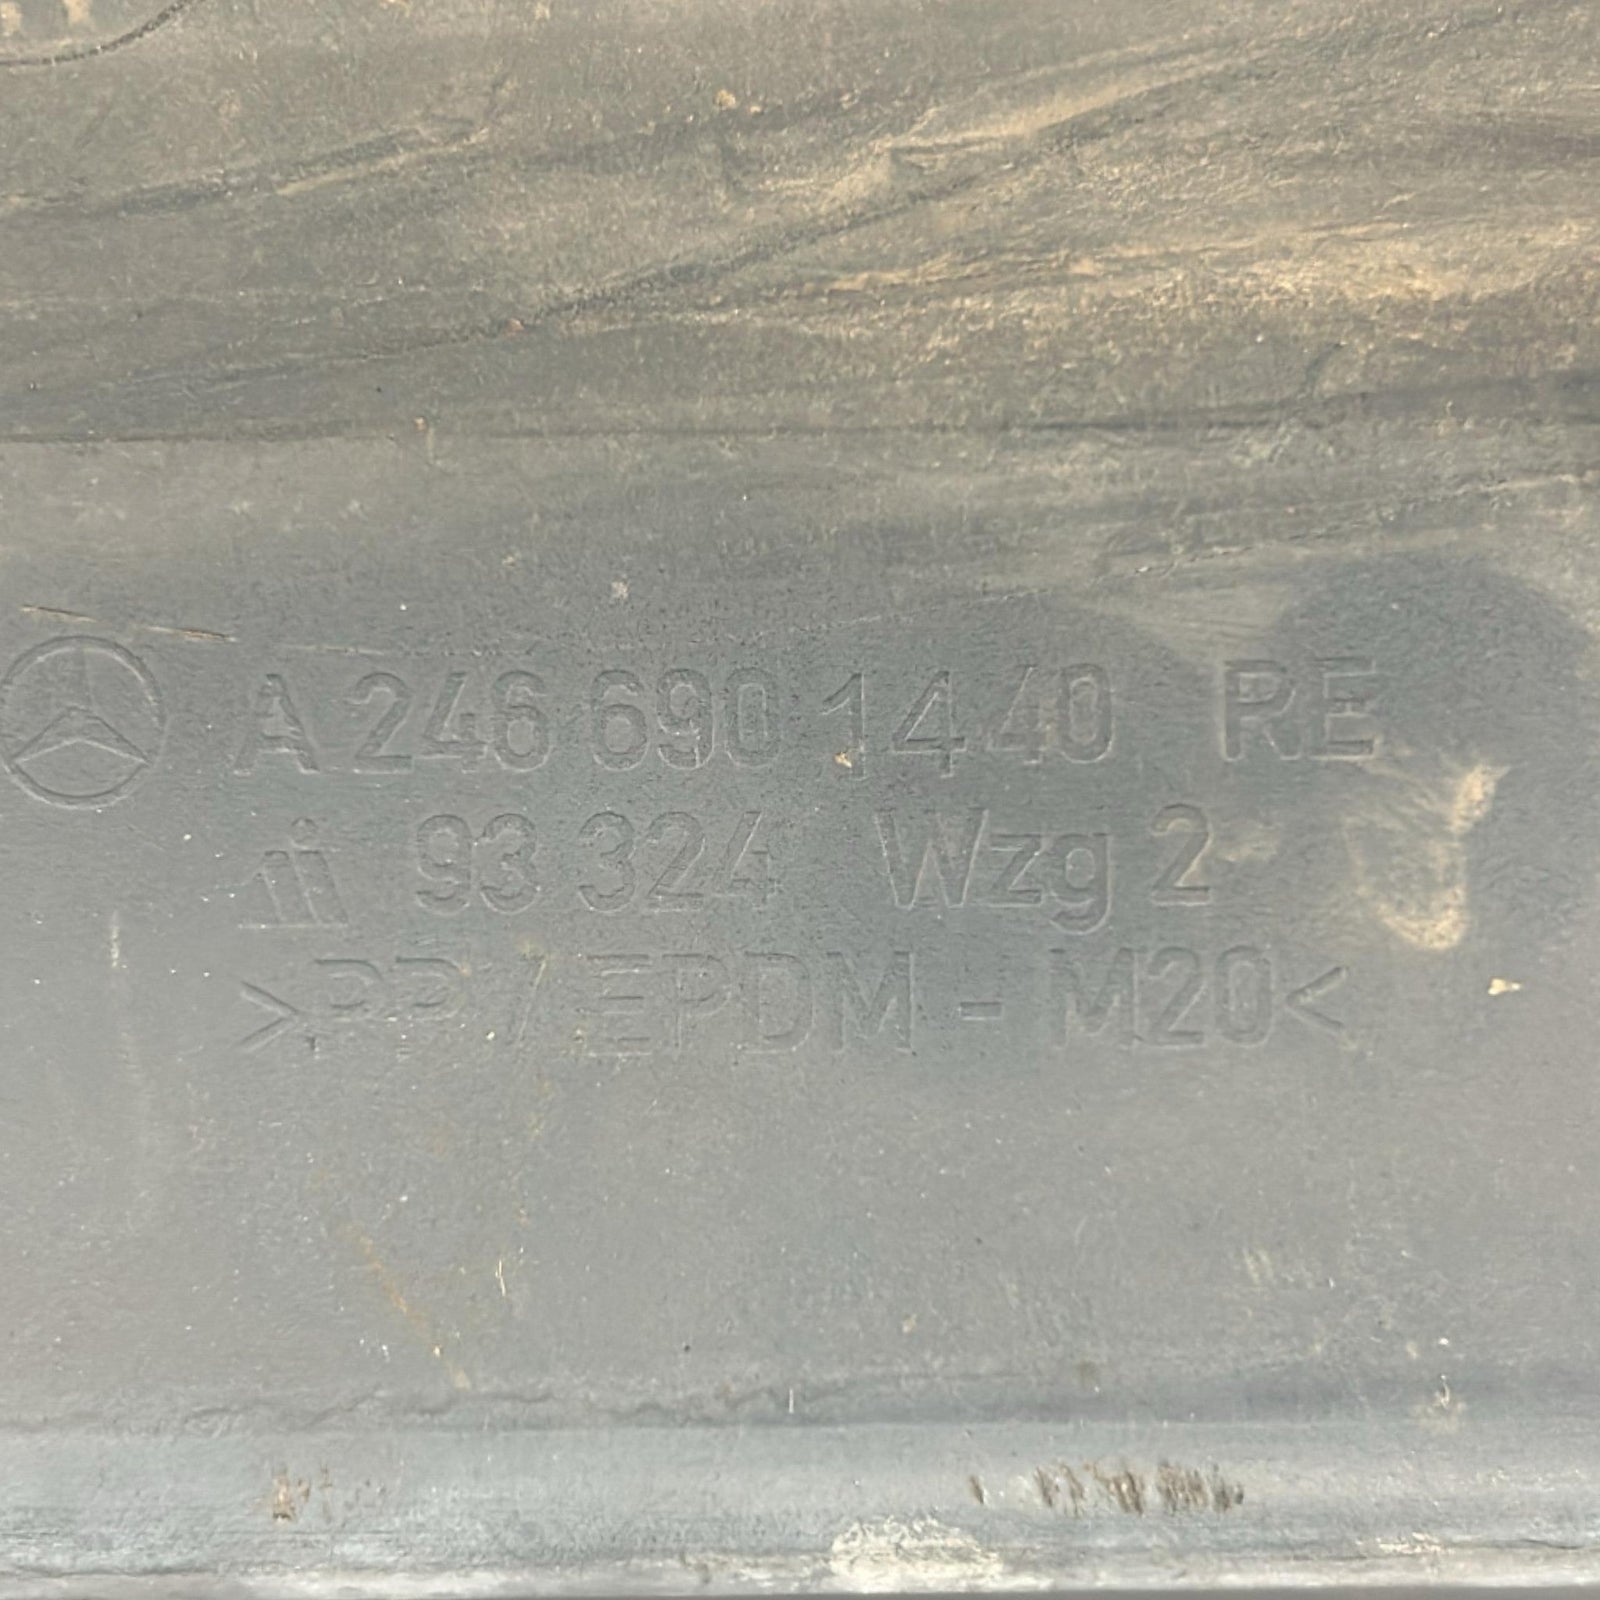 A 246 690 14 40 RE
93 324 Wzg 2
>PP/EPDM-M20<